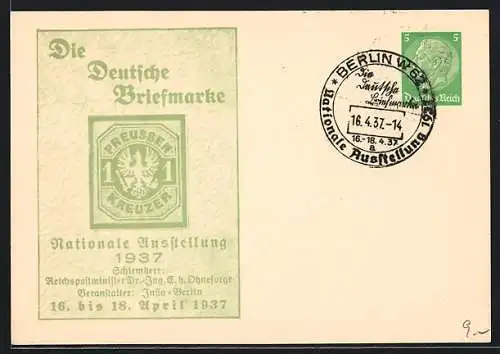 Die
Deutsche
Briefmarke
PREUSSEN
1 1
KREUZER
Nationale Ausstellung
1937
Schirmherr:
Reichspostminister Dr.-Ing. E. h. Ohnesorge
Veranstalter: InSa-Berlin
16. bis 18. April 1937
BERLIN W 62
Die
Deutsche
Briefmarke
16.4.37.-14
16.-18.4.37.
a
Nationale Ausstellung 1937
5 5
Reich
9.-